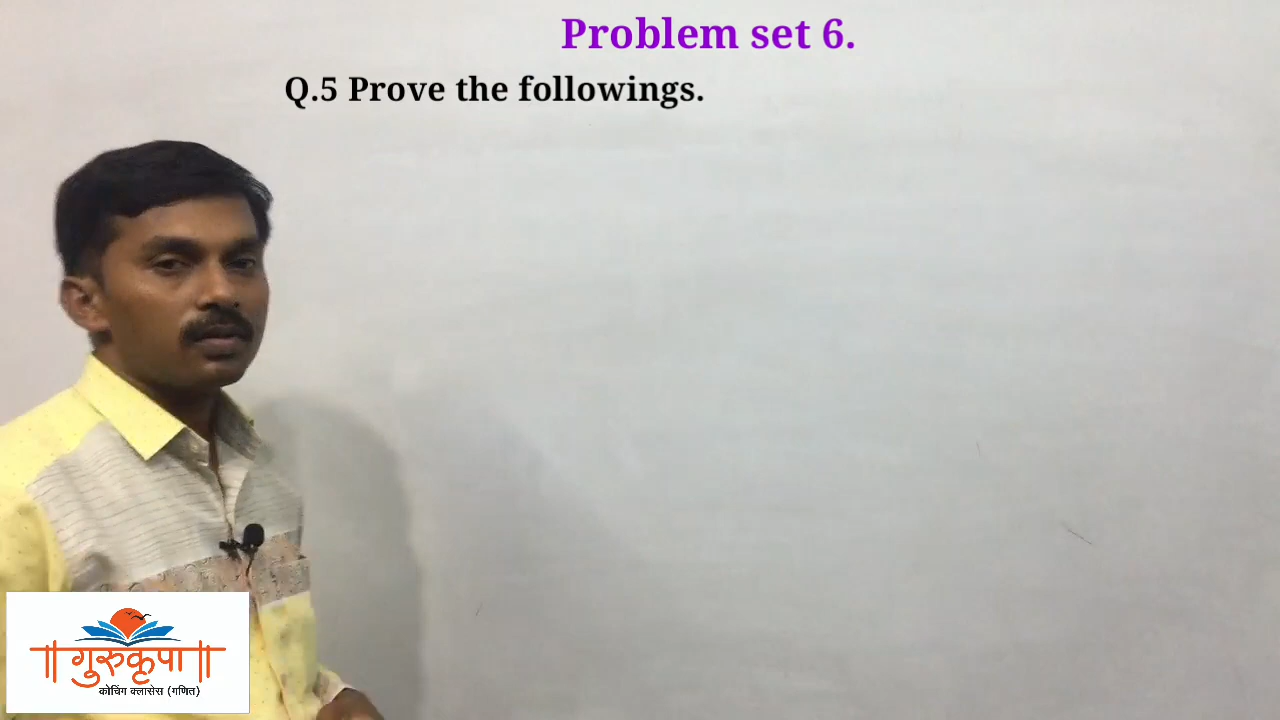 Problem set 6.
Q.5 Prove the followings.
॥ गुरुकृपा ॥
कोचिंग क्लासेस (गणित)